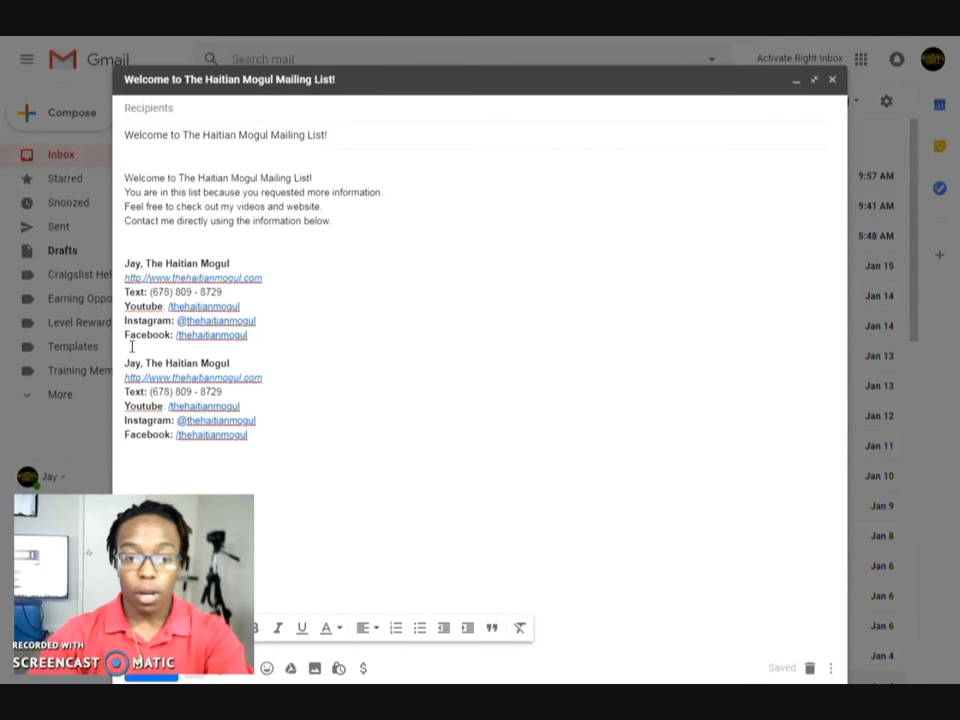 Gmail
Search mail
Activate Right Inbox
Welcome to The Haitian Mogul Mailing List!
Recipients
Welcome to The Haitian Mogul Mailing List!
Welcome to The Haitian Mogul Mailing List!
You are in this list because you requested more information.
Feel free to check out my videos and website.
Contact me directly using the information below.
Jay, The Haitian Mogul
http://www.thehaitianmogul.com
Text: (678) 809 - 8729
Youtube: /thehaitianmogul
Instagram: @thehaitianmogul
Facebook: /thehaitianmogul
Jay, The Haitian Mogul
http://www.thehaitianmogul.com
Text: (678) 809 - 8729
Youtube: /thehaitianmogul
Instagram: @thehaitianmogul
Facebook: /thehaitianmogul
Compose
Inbox
Starred
Snoozed
Sent
Drafts
Craigslist Hel
Earning Oppo
Level Reward
Templates
Training Mem
More
Jay
9:57 AM
9:41 AM
5:48 AM
Jan 15
Jan 14
Jan 14
Jan 13
Jan 13
Jan 12
Jan 11
Jan 10
Jan 9
Jan 8
Jan 6
Jan 6
Jan 6
Jan 4
B I U A
Saved
RECORDED WITH
SCREENCAST MATIC